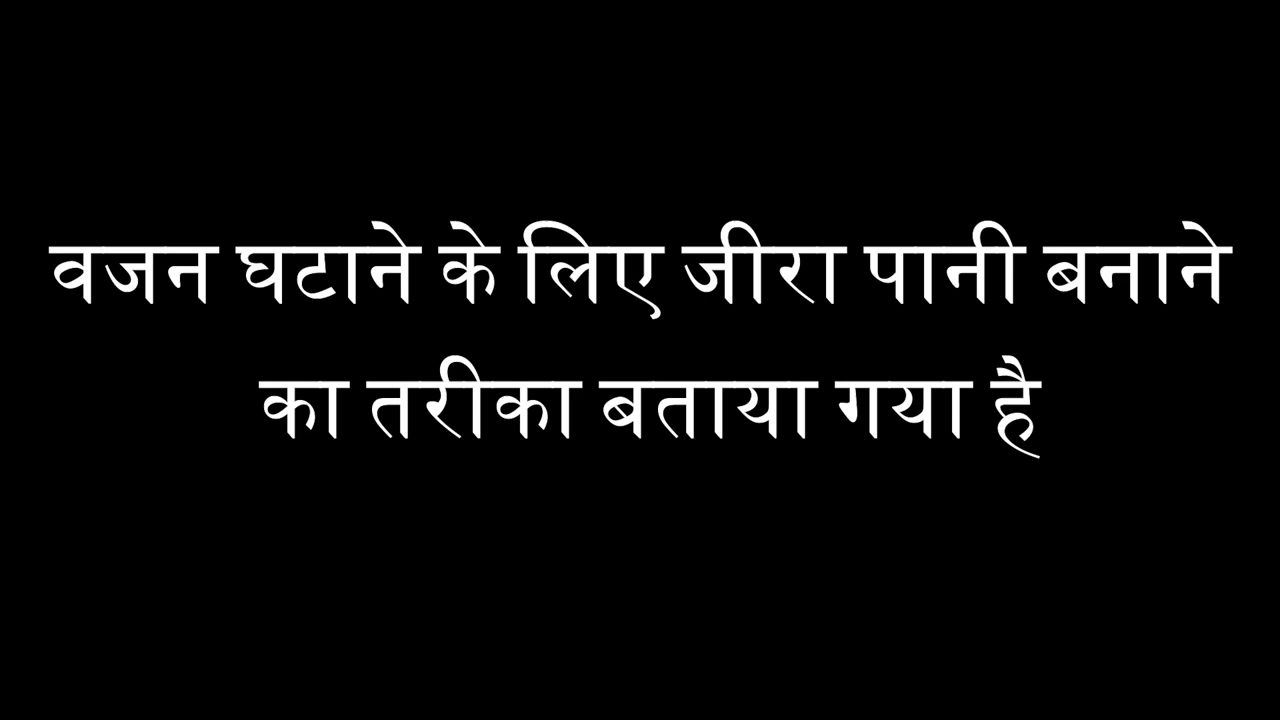 वजन घटाने के लिए जीरा पानी बनाने
का तरीका बताया गया है